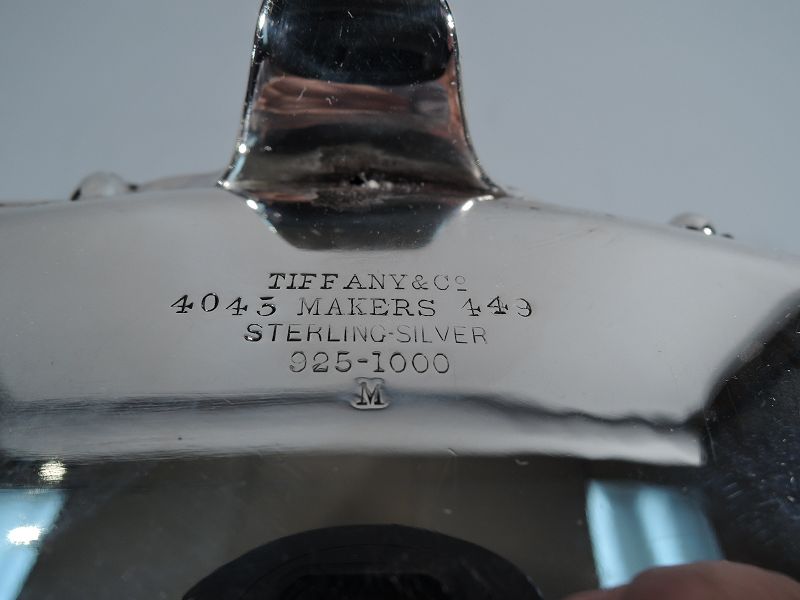 TIFFANY & Cº
4043 MAKERS 449
STERLING-SILVER
925-1000
M